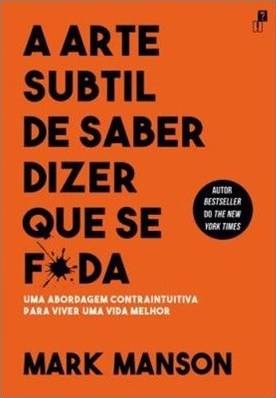 A ARTE
SUBTIL
DE SABER
DIZER
QUE SE
F*DA
AUTOR
BESTSELLER
DO THE NEW
YORK TIMES
UMA ABORDAGEM CONTRAINTUITIVA
PARA VIVER UMA VIDA MELHOR
MARK MANSON